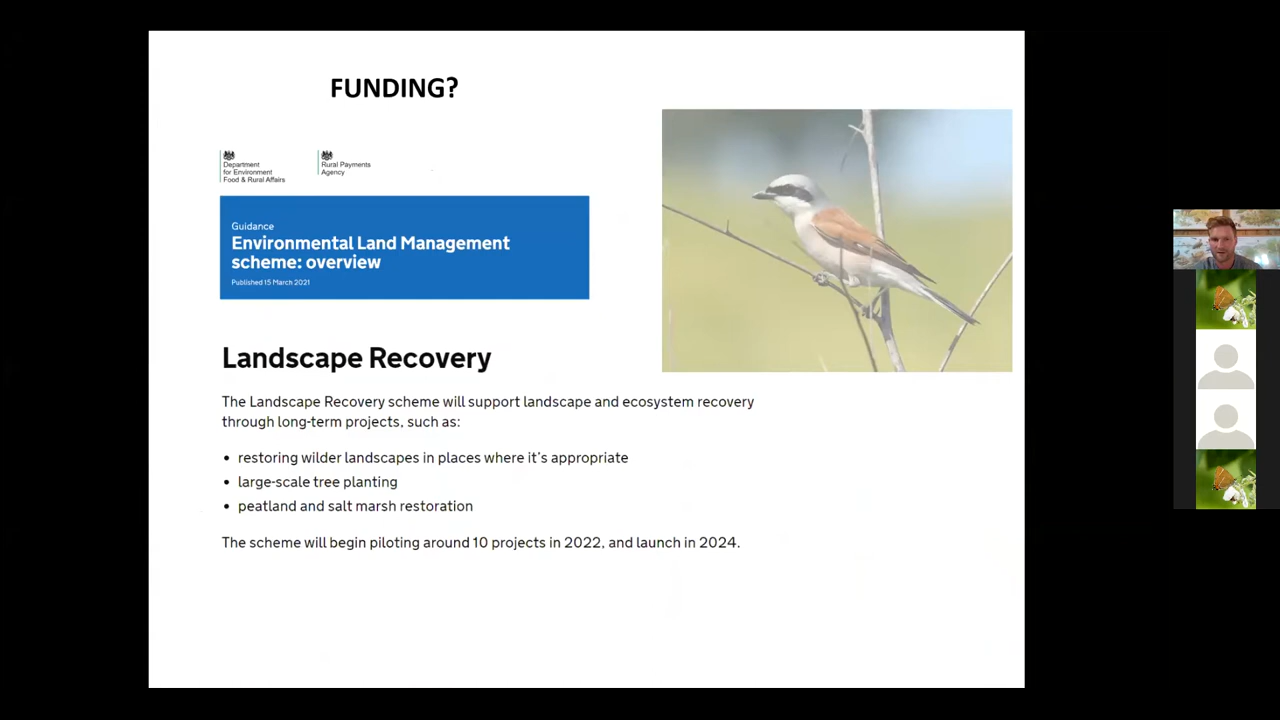 FUNDING?
Department
for Environment
Food & Rural Affairs
Rural Payments
Agency
Guidance
Environmental Land Management
scheme: overview
Published 15 March 2021
Landscape Recovery
The Landscape Recovery scheme will support landscape and ecosystem recovery
through long-term projects, such as:
• restoring wilder landscapes in places where it's appropriate
• large-scale tree planting
• peatland and salt marsh restoration
The scheme will begin piloting around 10 projects in 2022, and launch in 2024.